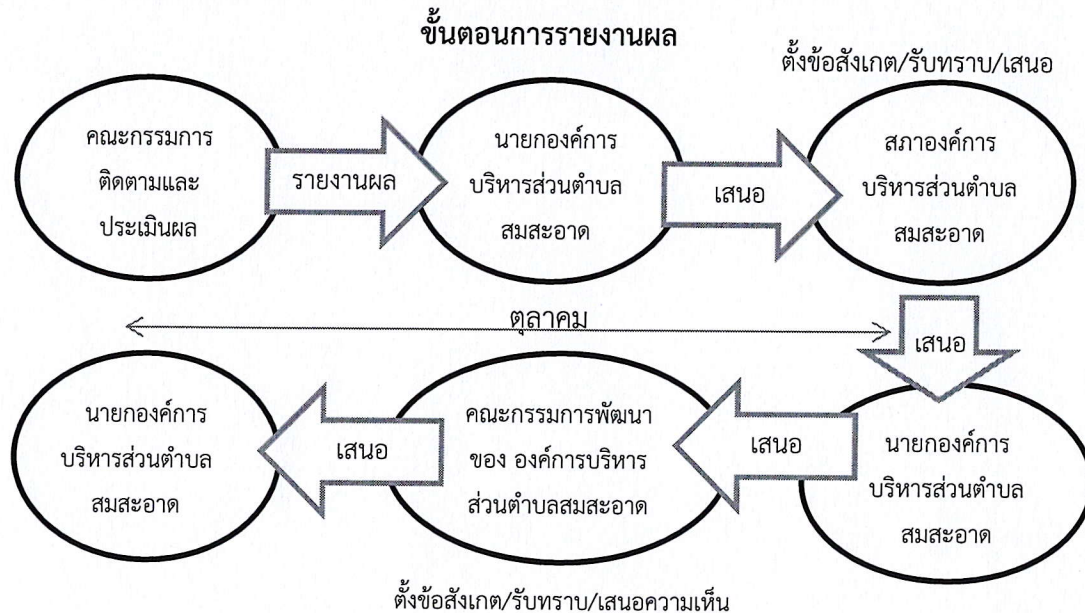 ขั้นตอนการรายงานผล
ตั้งข้อสังเกต/รับทราบ/เสนอ
คณะกรรมการ
ติดตามและ
ประเมินผล
รายงานผล
นายกองค์การ
บริหารส่วนตำบล
สมสะอาด
เสนอ
สภาองค์การ
บริหารส่วนตำบล
สมสะอาด
ตุลาคม
เสนอ
นายกองค์การ
บริหารส่วนตำบล
สมสะอาด
เสนอ
คณะกรรมการพัฒนา
ของ องค์การบริหาร
ส่วนตำบลสมสะอาด
เสนอ
นายกองค์การ
บริหารส่วนตำบล
สมสะอาด
ตั้งข้อสังเกต/รับทราบ/เสนอความเห็น